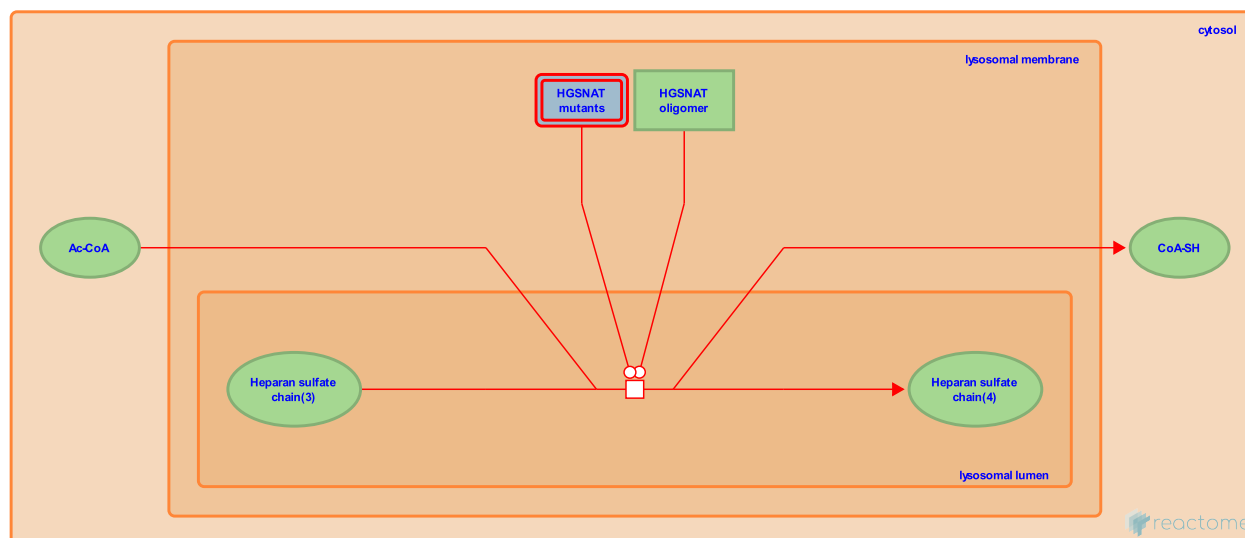 cytosol
lysosomal membrane
HGSNAT
mutants
HGSNAT
oligomer
Ac-CoA
CoA-SH
Heparan sulfate
chain(3)
Heparan sulfate
chain(4)
lysosomal lumen
reactome